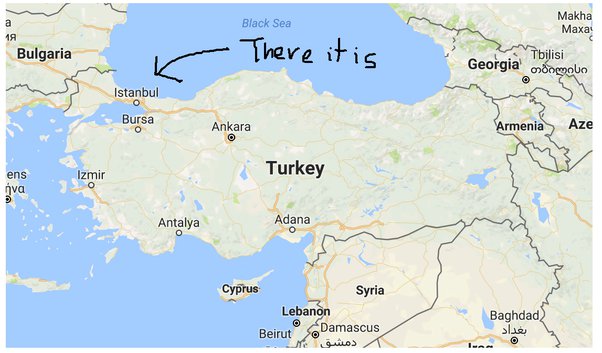 Black Sea
There it is
Bulgaria
Makha
Maxa
Tbilisi
თბილისი
Georgia
Istanbul
Bursa
Ankara
Armenia
Aze
Turkey
ens
ήνα
Izmir
Antalya
Adana
Cyprus
Syria
Lebanon
Beirut
Damascus
دمشق
Baghdad
بغداد
Iraq